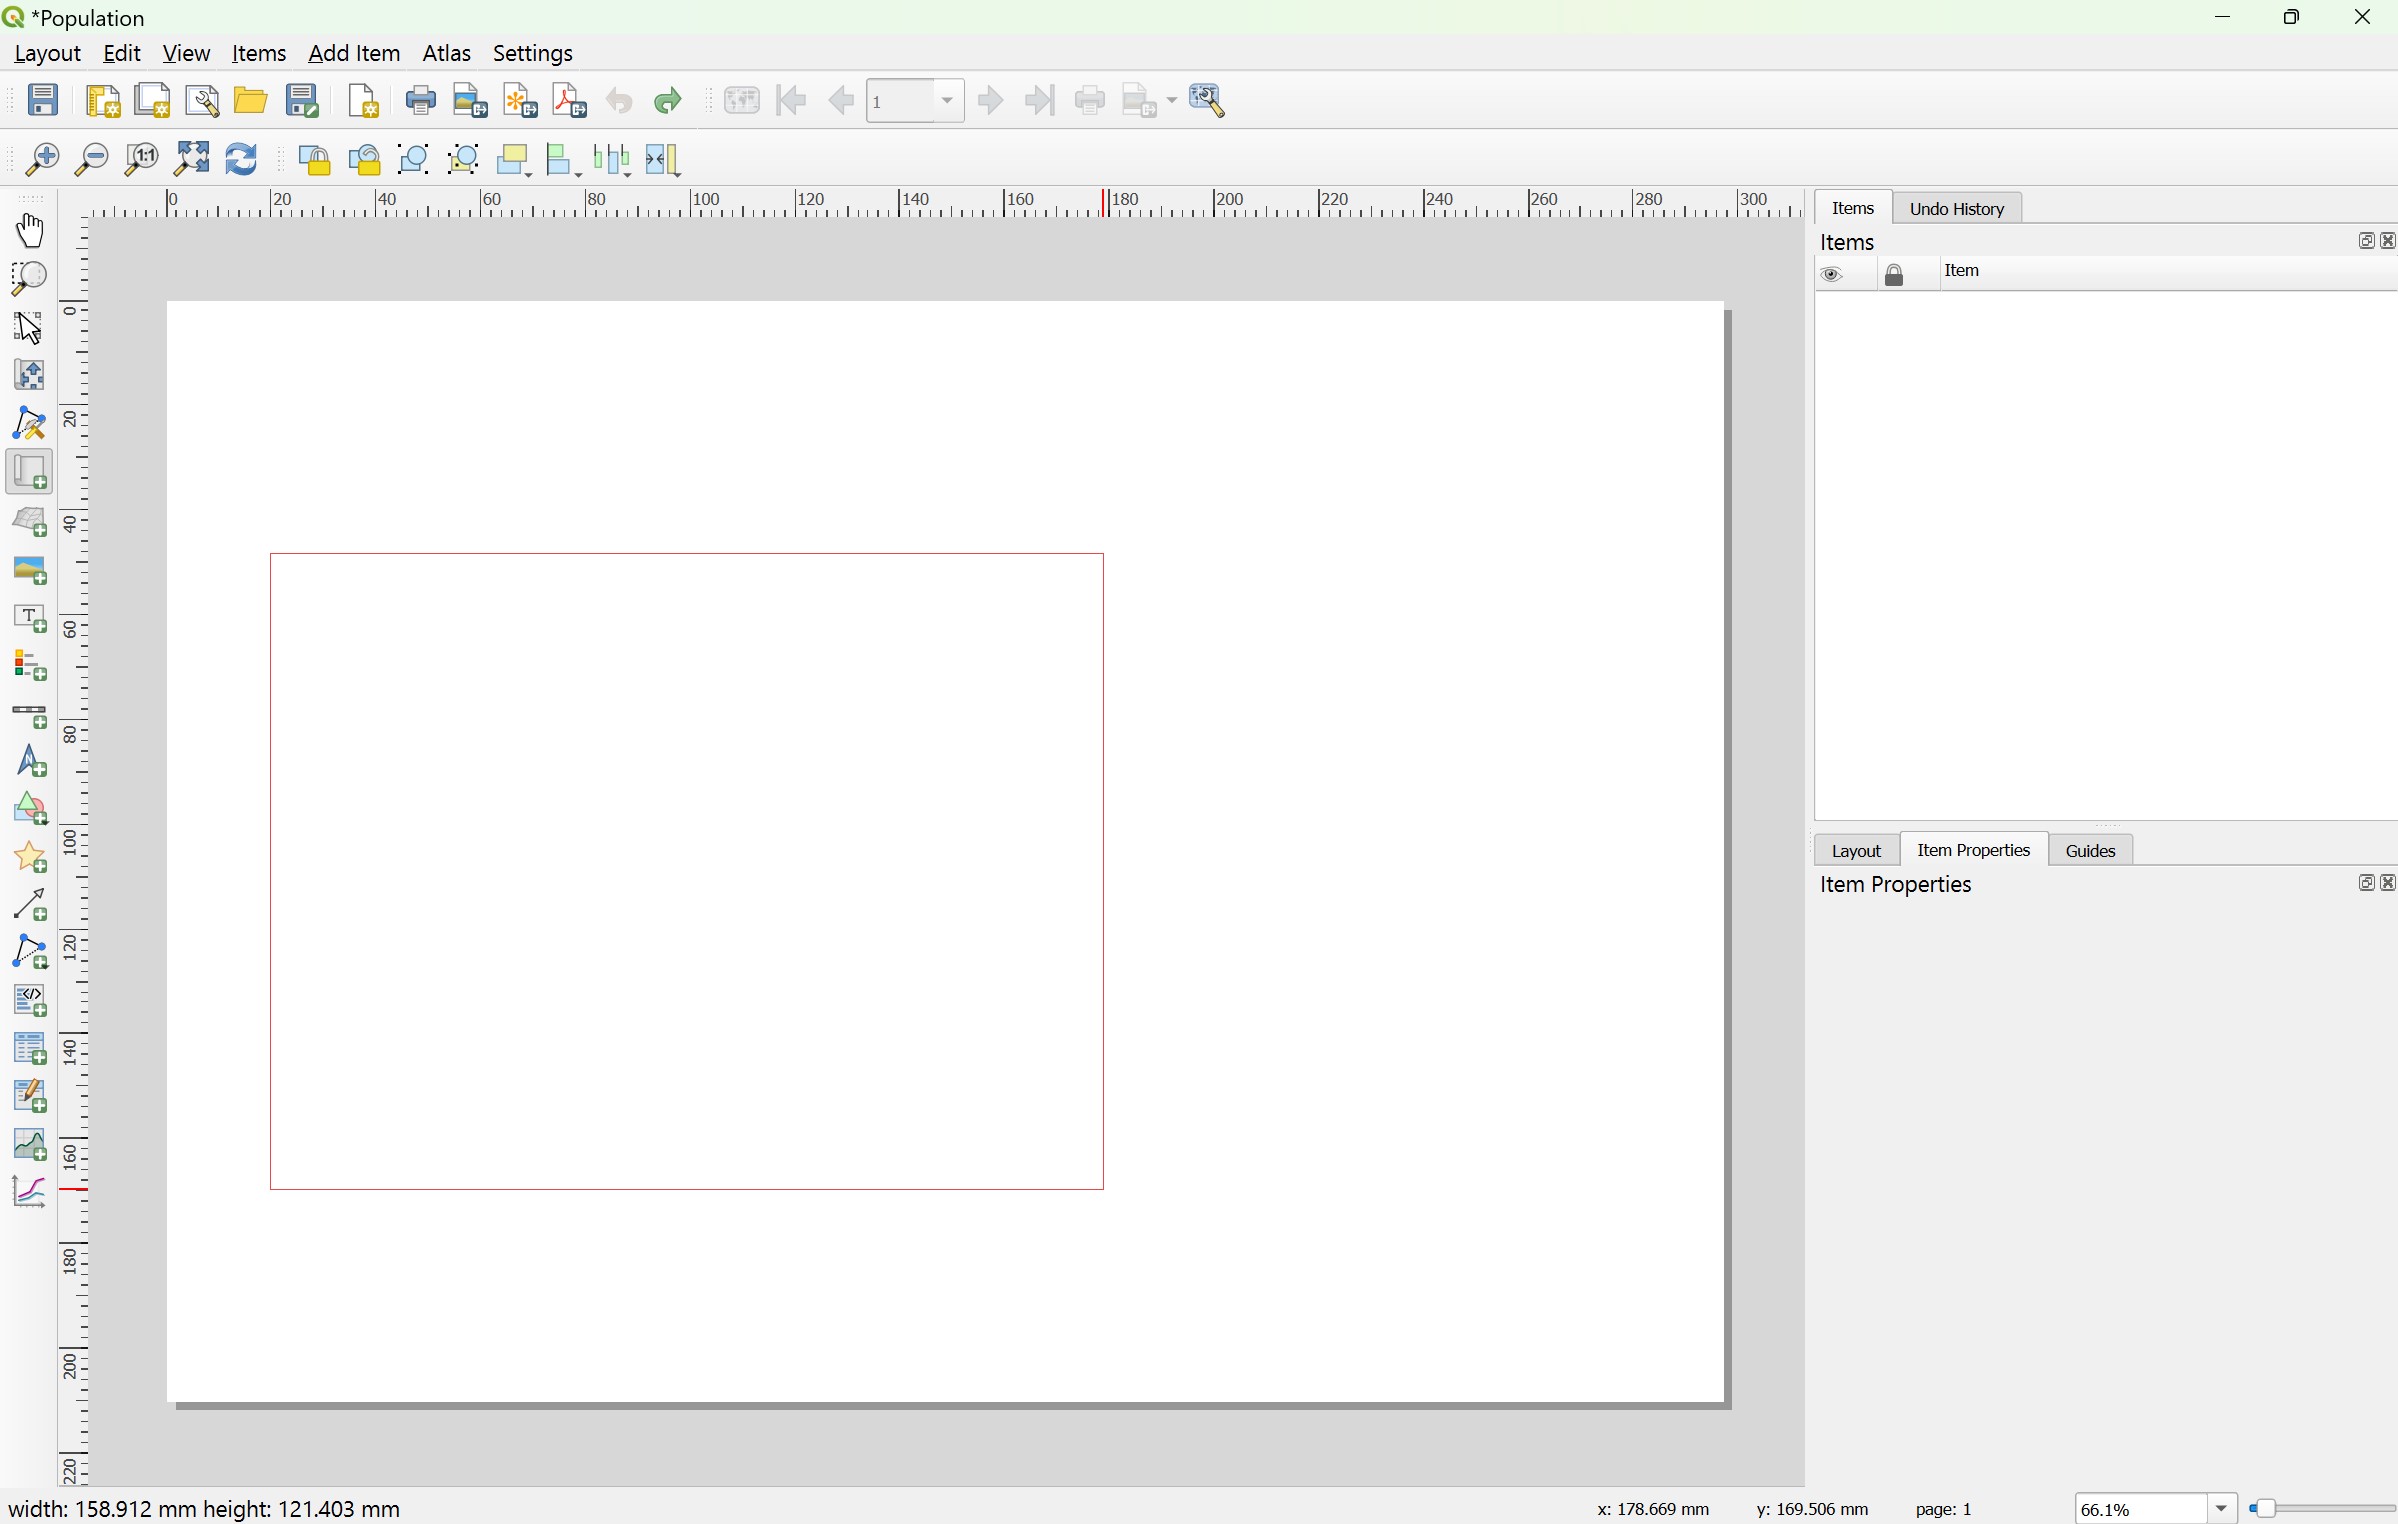 *Population
Layout Edit View Items Add Item Atlas Settings
1
1:1
0 20 40 60 80 100 120 140 160 180 200 220 240 260 280 300
Items Undo History
Items
Item
0
20
40
60
80
100
120
140
160
180
200
220
T
N
</>
Layout Item Properties Guides
Item Properties
width: 158.912 mm height: 121.403 mm x: 178.669 mm y: 169.506 mm page: 1 66.1%